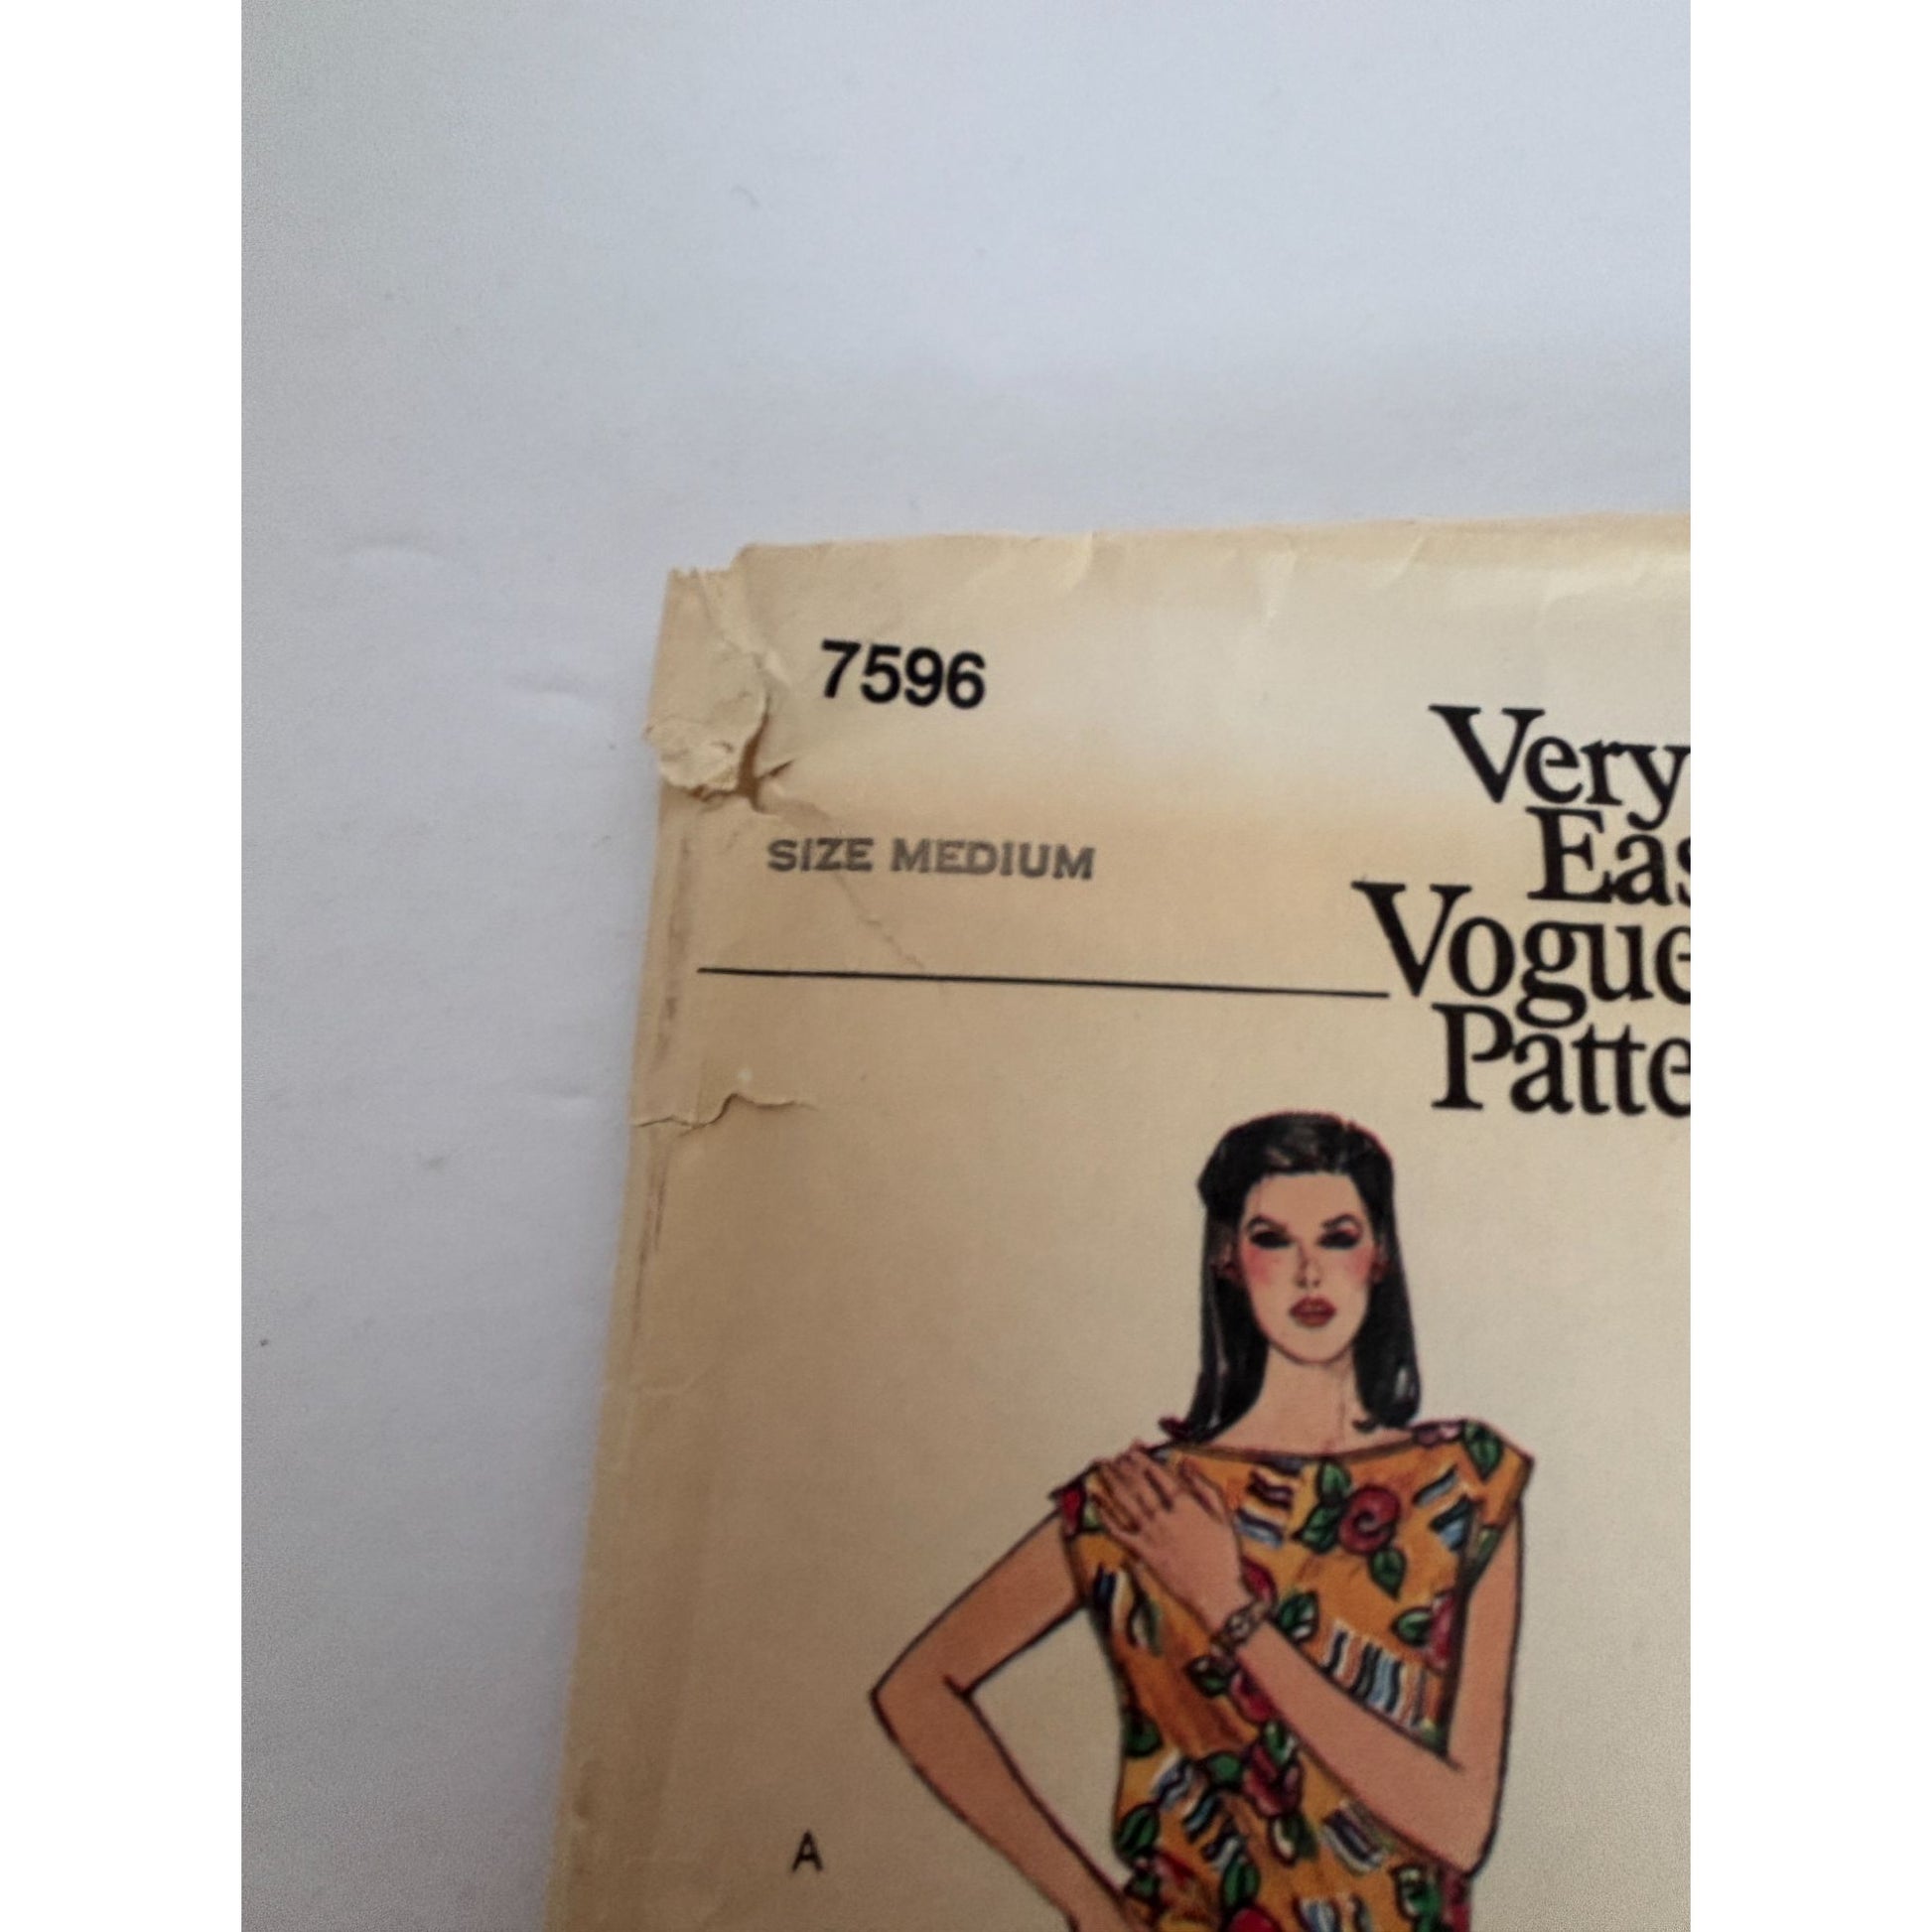 7596
SIZE MEDIUM
Very
Eas
Vogue
Patte
A